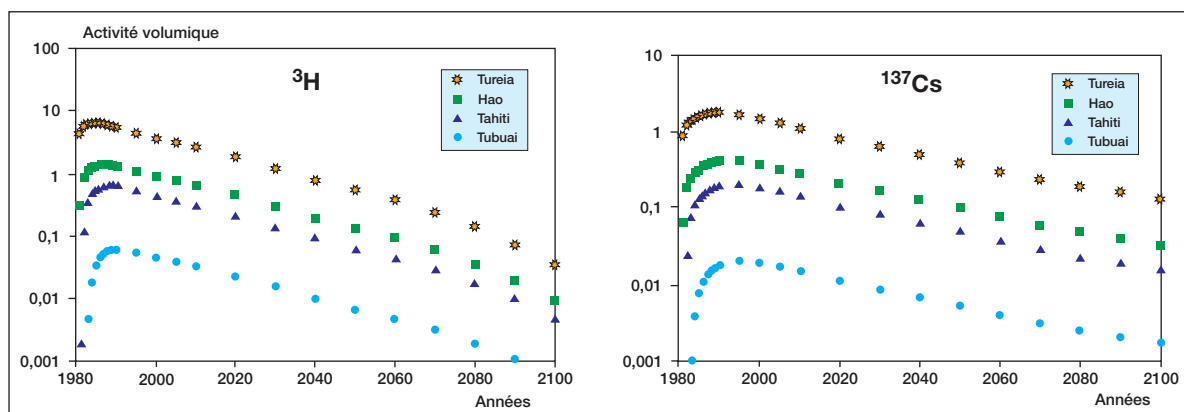 Activité volumique
100
10
1
0,1
0,01
0,001
1980 2000 2020 2040 2060 2080 2100
Années
³H
Tureia
Hao
Tahiti
Tubuai
10
1
0,1
0,01
0,001
1980 2000 2020 2040 2060 2080 2100
Années
¹³⁷Cs
Tureia
Hao
Tahiti
Tubuai